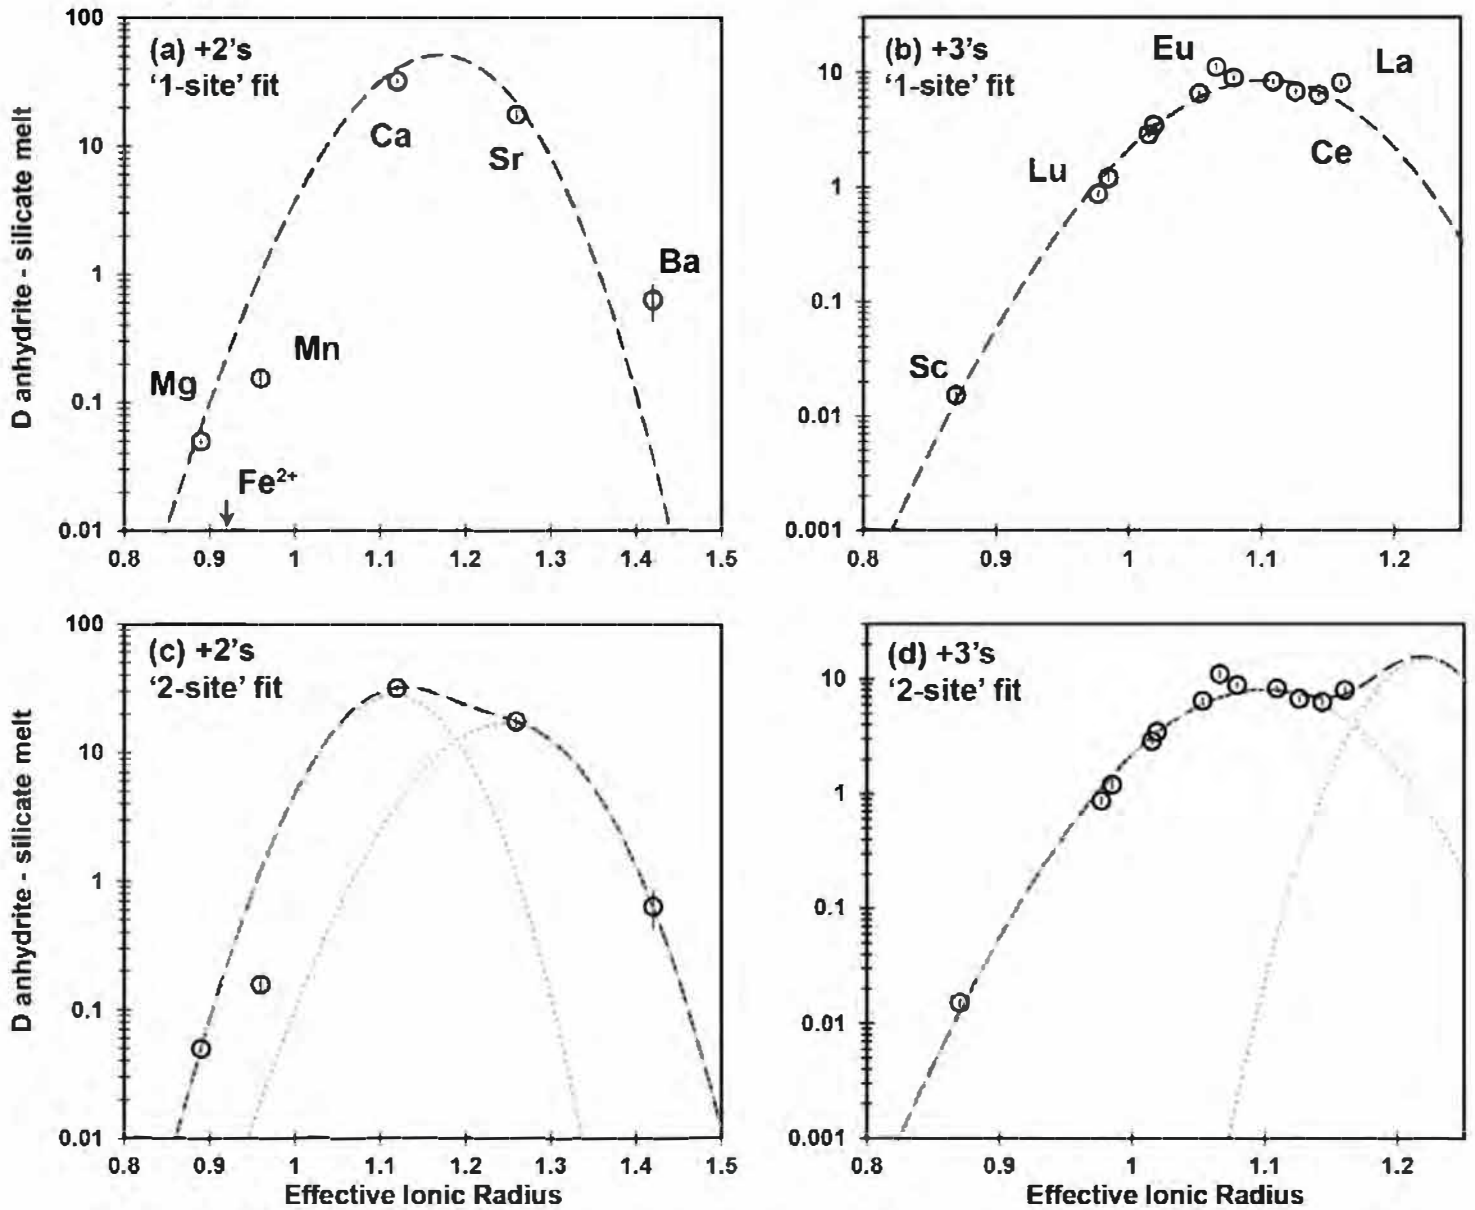 (a) +2's
'1-site' fit
100
10
1
0.1
0.01
D anhydrite - silicate melt
Mg
Mn
Ca
Sr
Ba
Fe²⁺
0.8 0.9 1 1.1 1.2 1.3 1.4 1.5
(b) +3's
'1-site' fit
10
1
0.1
0.01
0.001
Eu
La
Lu
Ce
Sc
0.8 0.9 1 1.1 1.2
(c) +2's
'2-site' fit
100
10
1
0.1
0.01
D anhydrite - silicate melt
0.8 0.9 1 1.1 1.2 1.3 1.4 1.5
Effective Ionic Radius
(d) +3's
'2-site' fit
10
1
0.1
0.01
0.001
0.8 0.9 1 1.1 1.2
Effective Ionic Radius